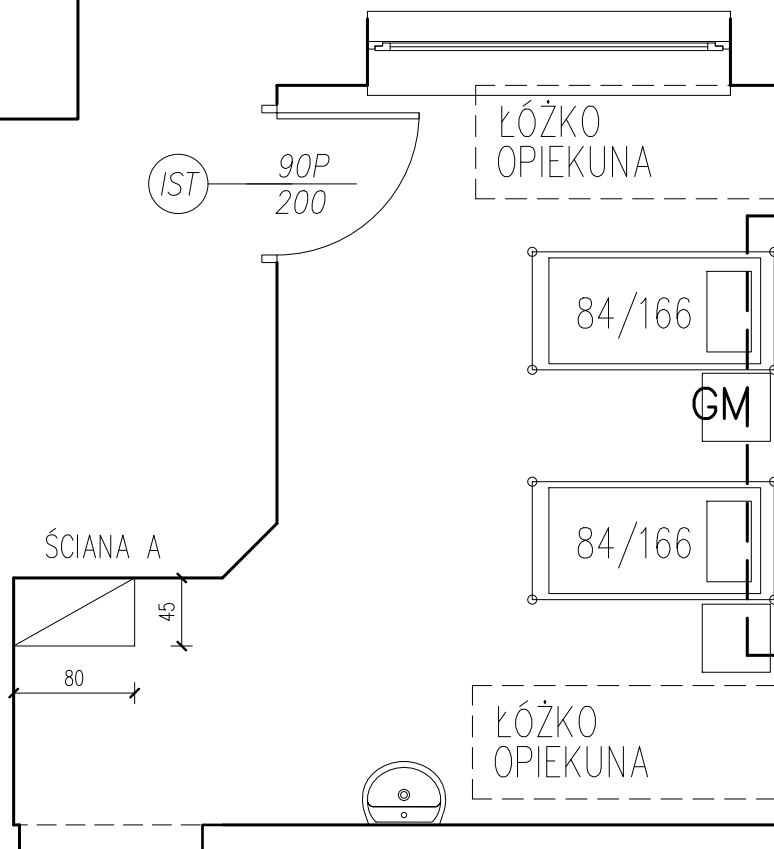 ŁÓŻKO
OPIEKUNA
IST
90P
200
84/166
GM
84/166
ŚCIANA A
45
80
ŁÓŻKO
OPIEKUNA